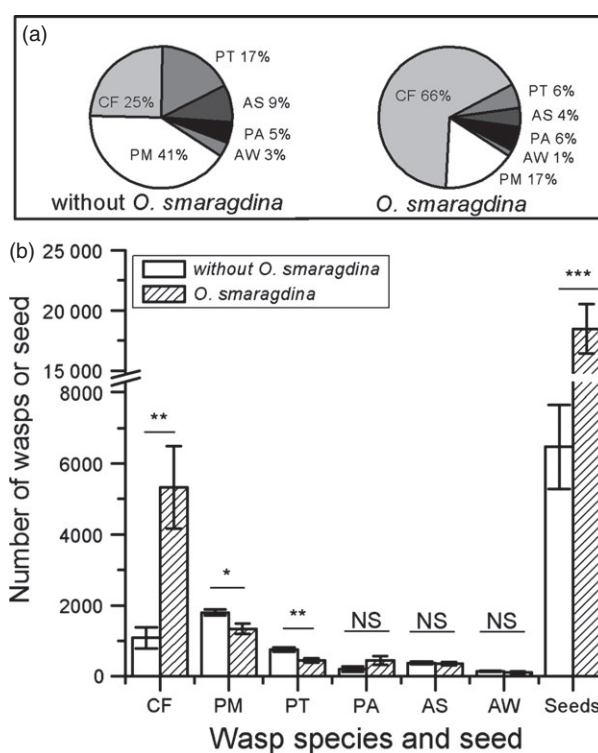 (a)
PT 17%
CF 25%
AS 9%
PA 5%
PM 41%
AW 3%
without O. smaragdina
CF 66%
PT 6%
AS 4%
PA 6%
AW 1%
PM 17%
O. smaragdina
(b)
25 000
20 000
15 000
8000
6000
4000
2000
0
Number of wasps or seed
without O. smaragdina
O. smaragdina
**
*
**
NS
NS
NS
***
CF PM PT PA AS AW Seeds
Wasp species and seed